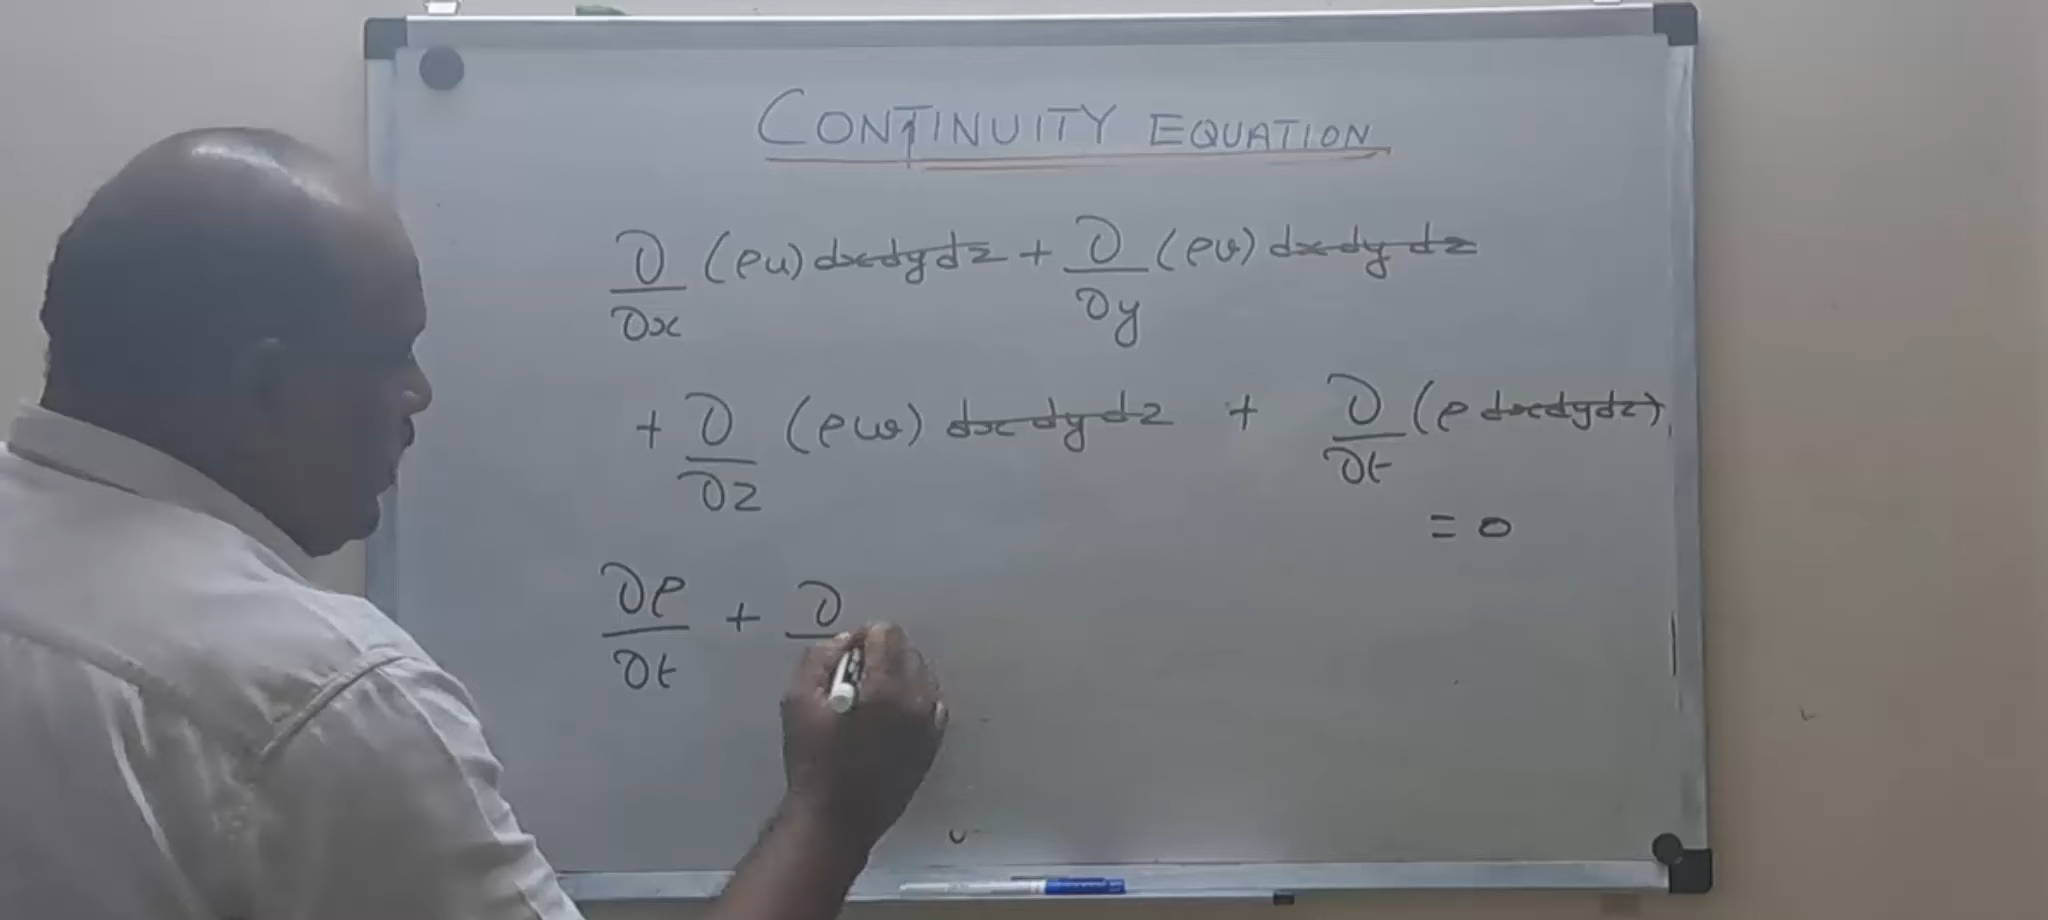 CONTINUITY EQUATION
∂/∂x (ρu) dxdydz + ∂/∂y (ρv) dxdydz
+ ∂/∂z (ρw) dxdydz + ∂/∂t (ρ dxdydz)
= 0
∂ρ/∂t + ∂